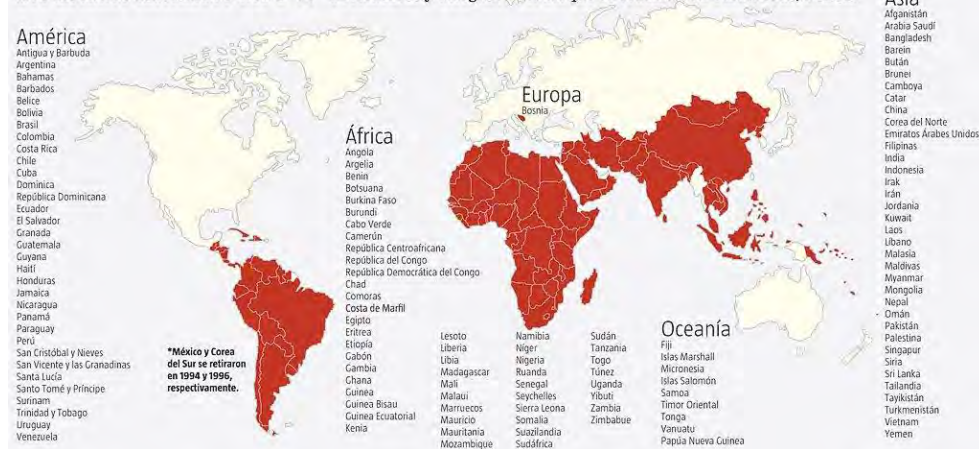 América
Antigua y Barbuda
Argentina
Bahamas
Barbados
Belice
Bolivia
Brasil
Colombia
Costa Rica
Chile
Cuba
Dominica
República Dominicana
Ecuador
El Salvador
Granada
Guatemala
Guyana
Haití
Honduras
Jamaica
Nicaragua
Panamá
Paraguay
Perú
San Cristóbal y Nieves
San Vicente y las Granadinas
Santa Lucía
Santo Tomé y Príncipe
Surinam
Trinidad y Tobago
Uruguay
Venezuela
*México y Corea
del Sur se retiraron
en 1994 y 1996,
respectivamente.
África
Angola
Argelia
Benin
Botsuana
Burkina Faso
Burundi
Cabo Verde
Camerún
República Centroafricana
República del Congo
República Democrática del Congo
Chad
Comoras
Costa de Marfil
Egipto
Eritrea
Etiopía
Gabón
Gambia
Ghana
Guinea
Guinea Bisau
Guinea Ecuatorial
Kenia
Lesoto
Liberia
Libia
Madagascar
Mali
Malaui
Marruecos
Mauricio
Mauritania
Mozambique
Namibia
Níger
Nigeria
Ruanda
Senegal
Seychelles
Sierra Leona
Somalia
Suazilandia
Sudáfrica
Sudán
Tanzania
Togo
Túnez
Uganda
Yibuti
Zambia
Zimbabue
Europa
Bosnia
Oceanía
Fiji
Islas Marshall
Micronesia
Islas Salomón
Samoa
Timor Oriental
Tonga
Vanuatu
Papúa Nueva Guinea
Asia
Afganistán
Arabia Saudí
Bangladesh
Barein
Bután
Brunei
Camboya
Catar
China
Corea del Norte
Emiratos Árabes Unidos
Filipinas
India
Indonesia
Irak
Irán
Jordania
Kuwait
Laos
Líbano
Malasia
Maldivas
Myanmar
Mongolia
Nepal
Omán
Pakistán
Palestina
Singapur
Siria
Sri Lanka
Tailandia
Tayikistán
Turkmenistán
Vietnam
Yemen